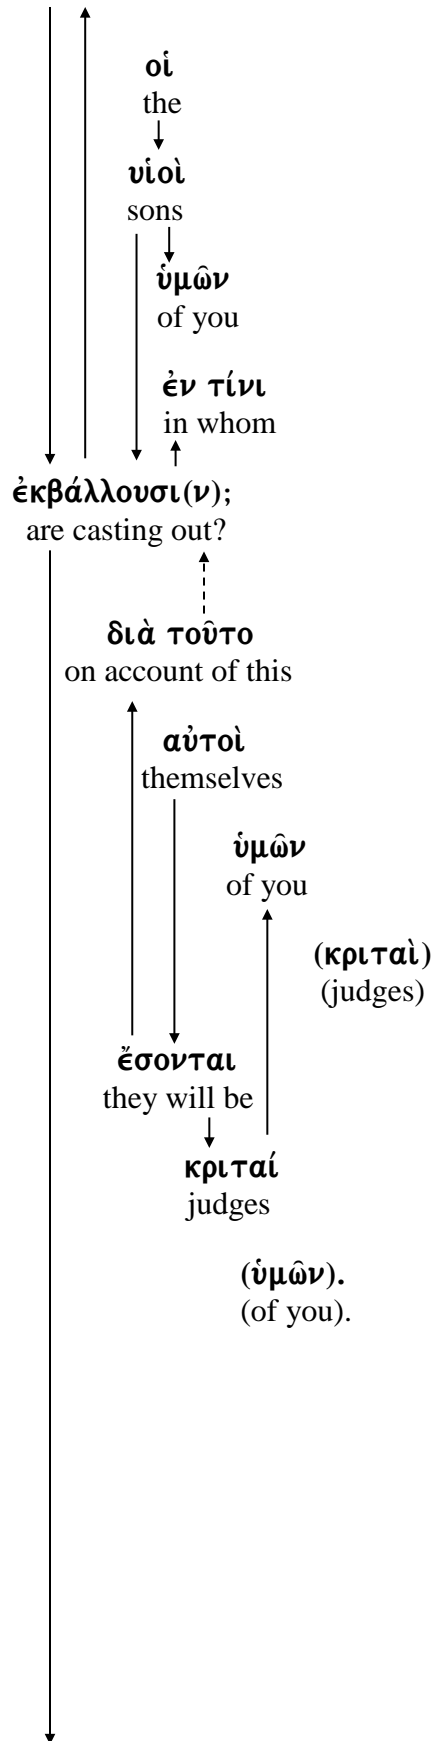 οἱ
the
υἱοὶ
sons
ὑμῶν
of you
ἐν τίνι
in whom
ἐκβάλλουσι(ν);
are casting out?
διὰ τοῦτο
on account of this
αὐτοὶ
themselves
ὑμῶν
of you
(κριταὶ)
(judges)
ἔσονται
they will be
κριταί
judges
(ὑμῶν).
(of you).